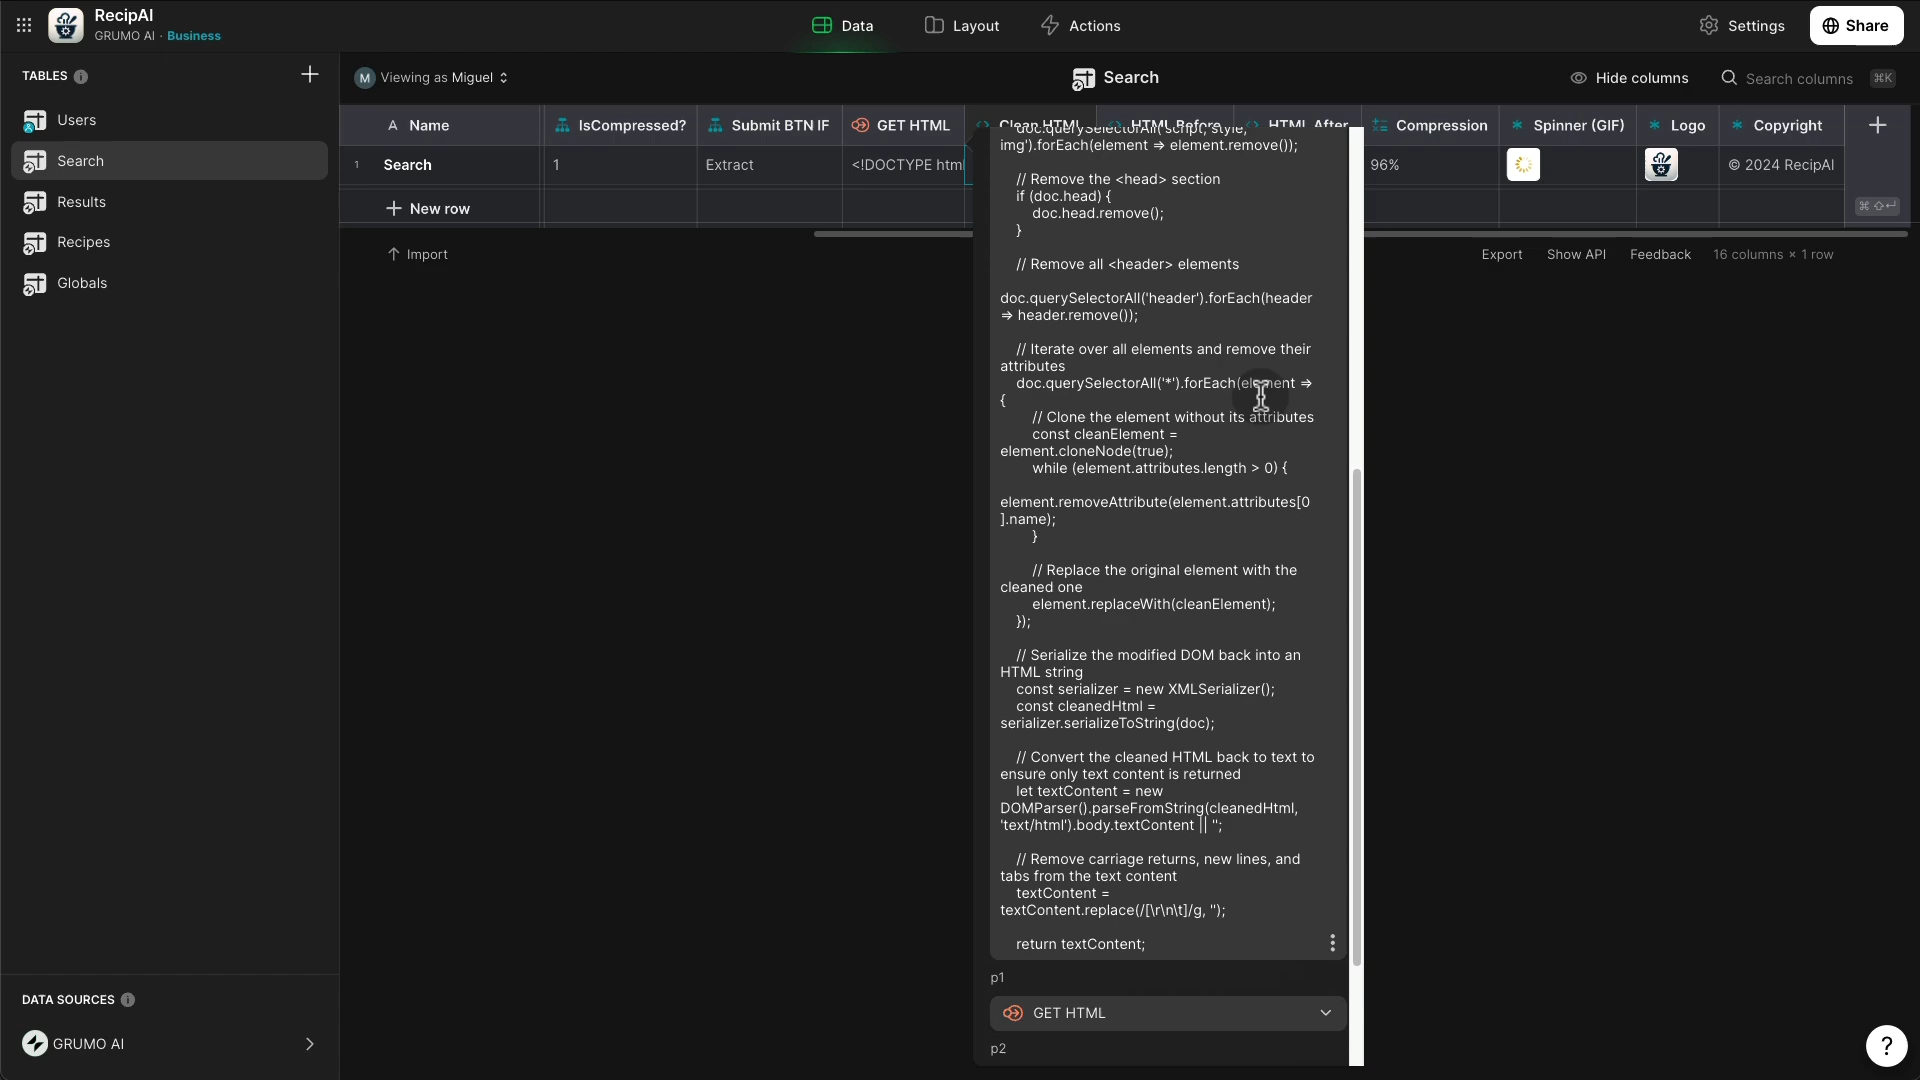 RecipAI
GRUMO AI · Business
Data
Layout
Actions
Settings
Share
TABLES
Users
Search
Results
Recipes
Globals
DATA SOURCES
GRUMO AI
M Viewing as Miguel
Search
Hide columns
Search columns ⌘K
A Name
IsCompressed?
Submit BTN IF
GET HTML
Clean HTML
HTML Before
HTML After
Compression
Spinner (GIF)
Logo
Copyright
1 Search
1
Extract
<!DOCTYPE html
96%
© 2024 RecipAI
New row
Import
Export
Show API
Feedback
16 columns × 1 row
doc.querySelectorAll('script, style,
img').forEach(element => element.remove());
// Remove the <head> section
if (doc.head) {
doc.head.remove();
}
// Remove all <header> elements
doc.querySelectorAll('header').forEach(header
=> header.remove());
// Iterate over all elements and remove their
attributes
doc.querySelectorAll('*').forEach(element =>
{
// Clone the element without its attributes
const cleanElement =
element.cloneNode(true);
while (element.attributes.length > 0) {
element.removeAttribute(element.attributes[0
].name);
}
// Replace the original element with the
cleaned one
element.replaceWith(cleanElement);
});
// Serialize the modified DOM back into an
HTML string
const serializer = new XMLSerializer();
const cleanedHtml =
serializer.serializeToString(doc);
// Convert the cleaned HTML back to text to
ensure only text content is returned
let textContent = new
DOMParser().parseFromString(cleanedHtml,
'text/html').body.textContent || '';
// Remove carriage returns, new lines, and
tabs from the text content
textContent =
textContent.replace(/[\r\n\t]/g, '');
return textContent;
p1
GET HTML
p2
?